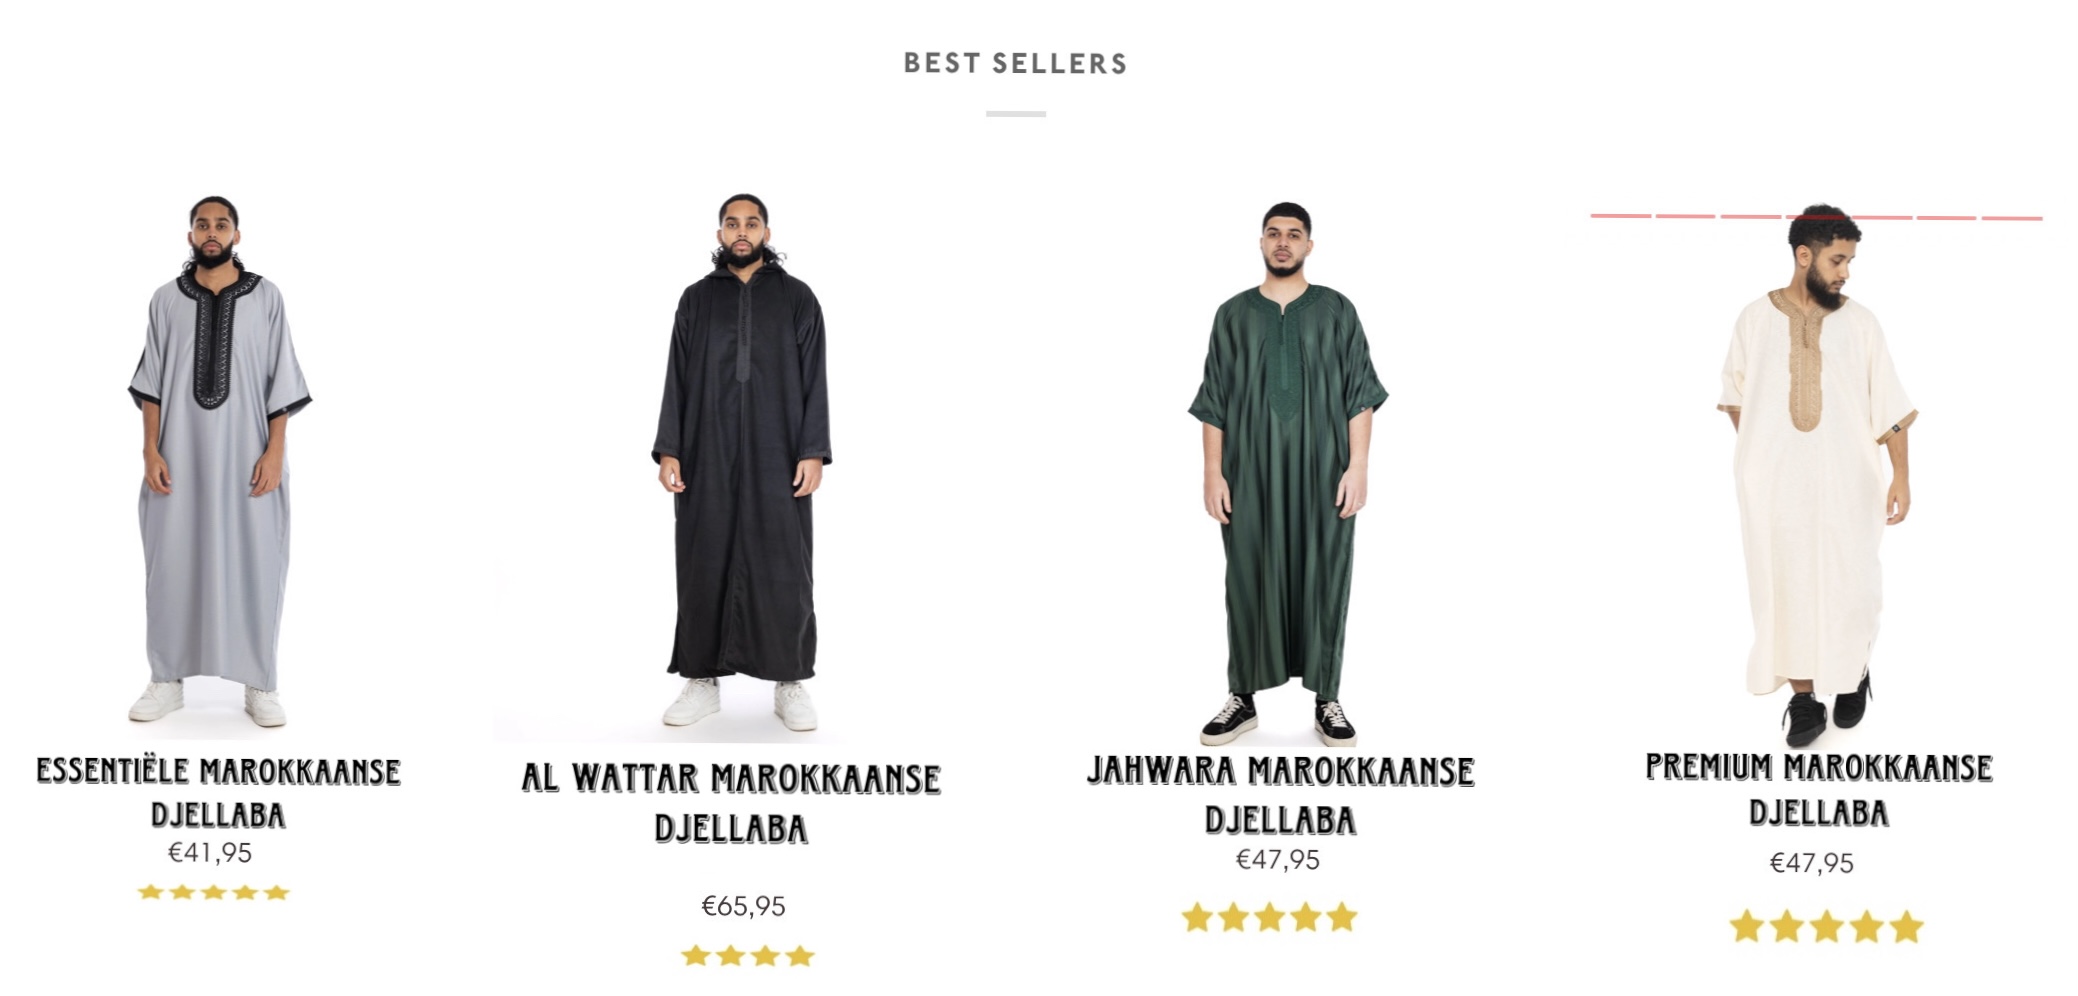 BEST SELLERS
ESSENTIËLE MAROKKAANSE
DJELLABA
€41,95
AL WATTAR MAROKKAANSE
DJELLABA
€65,95
JAHWARA MAROKKAANSE
DJELLABA
€47,95
PREMIUM MAROKKAANSE
DJELLABA
€47,95